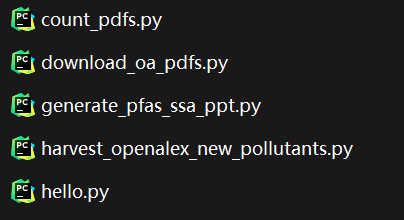 count_pdfs.py
download_oa_pdfs.py
generate_pfas_ssa_ppt.py
harvest_openalex_new_pollutants.py
hello.py